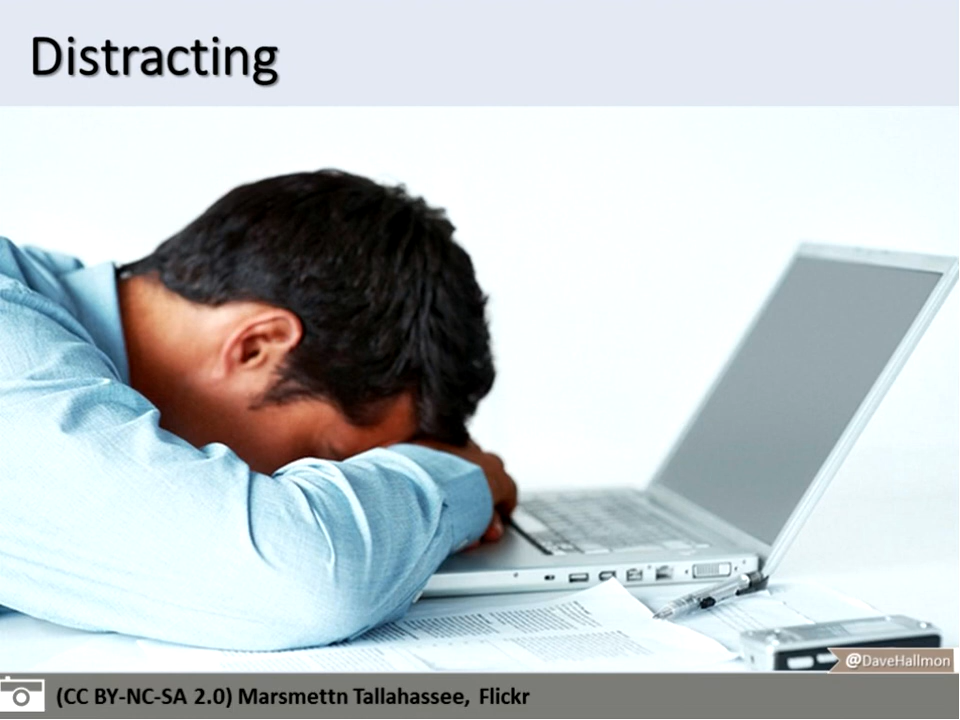 Distracting
@DaveHallmon
(CC BY-NC-SA 2.0) Marsmettn Tallahassee, Flickr